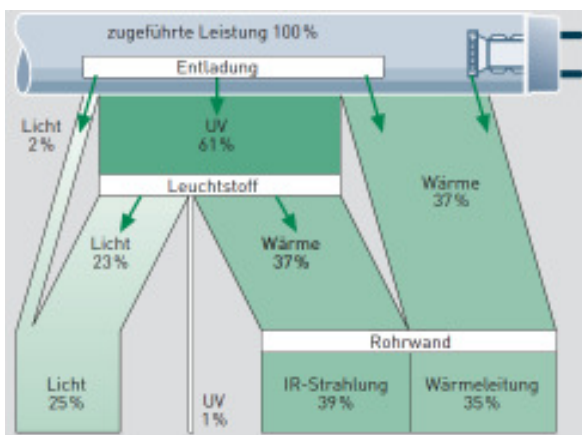 zugeführte Leistung 100%
Entladung
Licht
2%
UV
61%
Leuchtstoff
Wärme
37%
Licht
23%
Wärme
37%
Rohrwand
Licht
25%
UV
1%
IR-Strahlung
39%
Wärmeleitung
35%